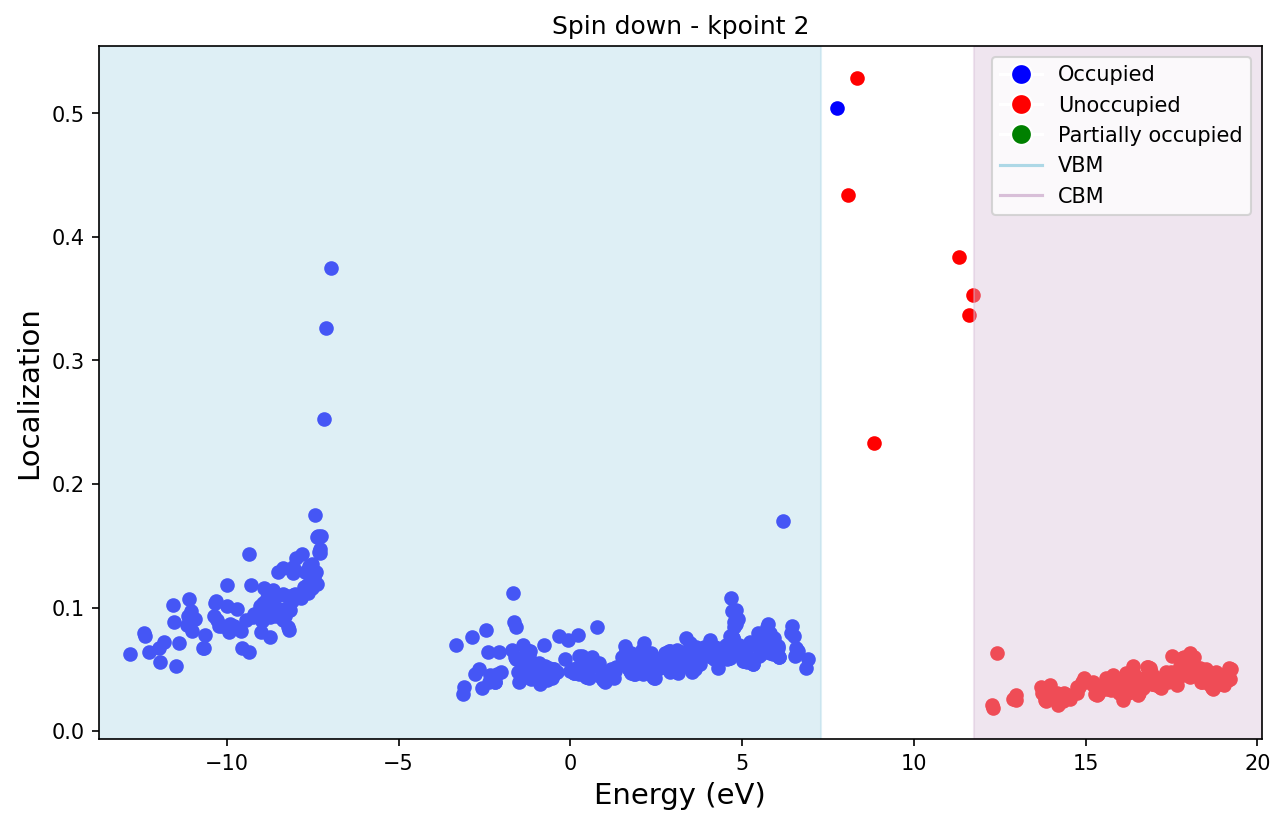 Spin down - kpoint 2
Localization
0.5
0.4
0.3
0.2
0.1
0.0
Occupied
Unoccupied
Partially occupied
VBM
CBM
−10
−5
0
5
10
15
20
Energy (eV)